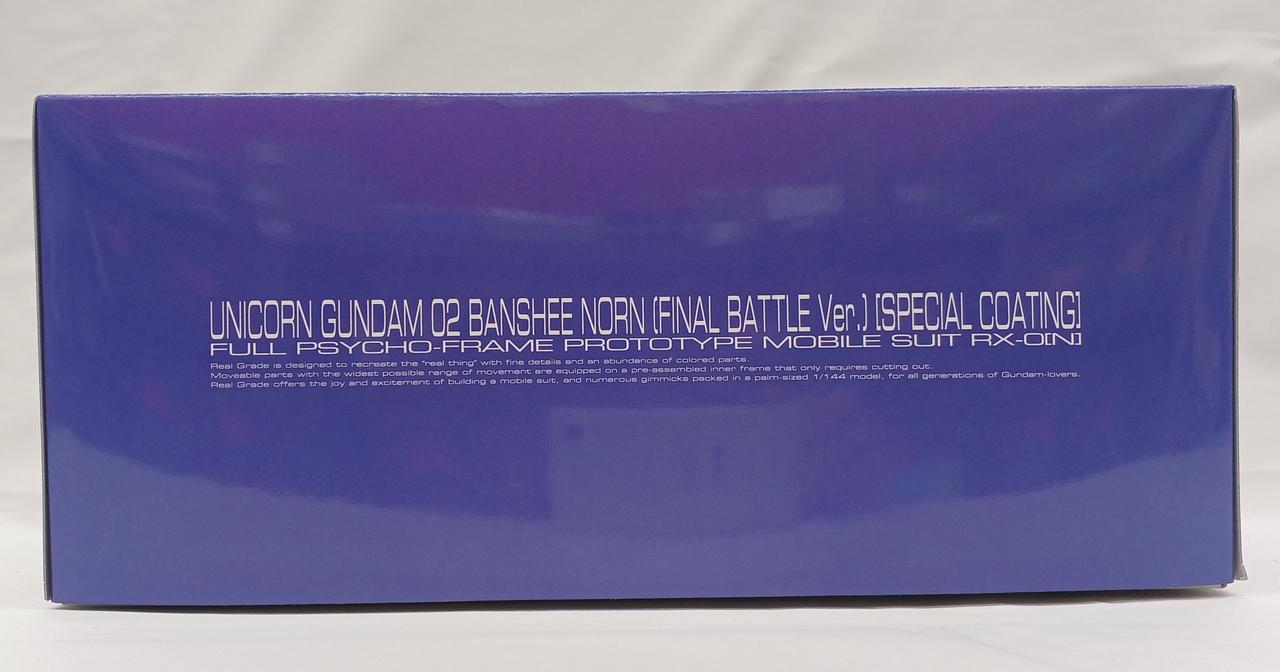 UNICORN GUNDAM 02 BANSHEE NORN (FINAL BATTLE Ver.) [SPECIAL COATING]
FULL PSYCHO-FRAME PROTOTYPE MOBILE SUIT RX-0[N]
Real Grade is designed to recreate the "real thing" with fine details and an abundance of colored parts.
Moveable parts with the widest possible range of movement are equipped on a pre-assembled inner frame that only requires cutting out.
Real Grade offers the joy and excitement of building a mobile suit, and numerous gimmicks packed in a palm-sized 1/144 model, for all generations of Gundam-lovers.